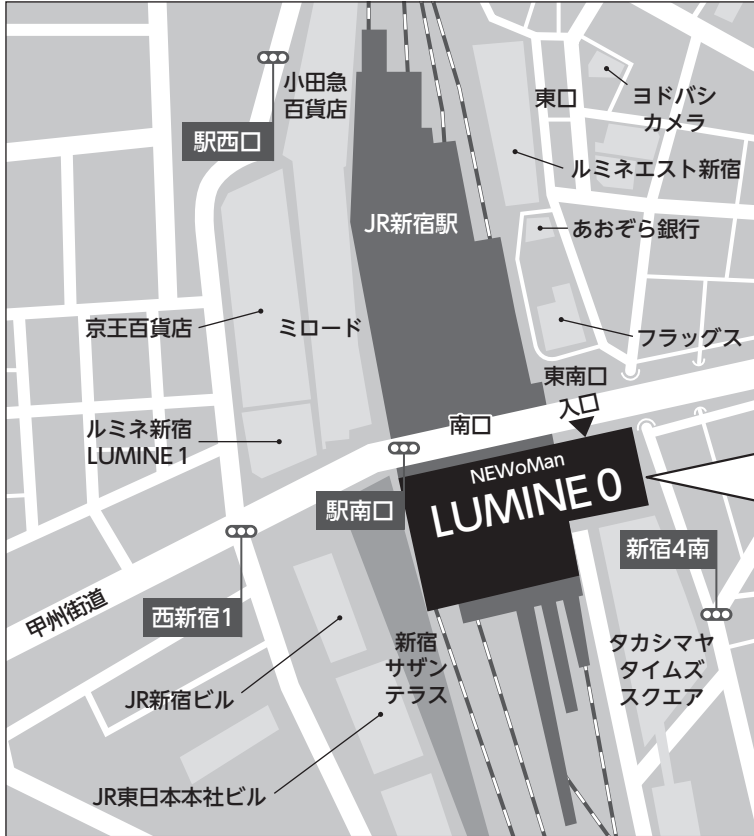 小田急
百貨店
駅西口
東口
ヨドバシ
カメラ
ルミネエスト新宿
JR新宿駅
あおぞら銀行
京王百貨店
ミロード
フラッグス
東南口
入口
南口
ルミネ新宿
LUMINE 1
NEWoMan
LUMINE 0
駅南口
新宿4南
甲州街道
西新宿1
新宿
サザン
テラス
タカシマヤ
タイムズ
スクエア
JR新宿ビル
JR東日本本社ビル